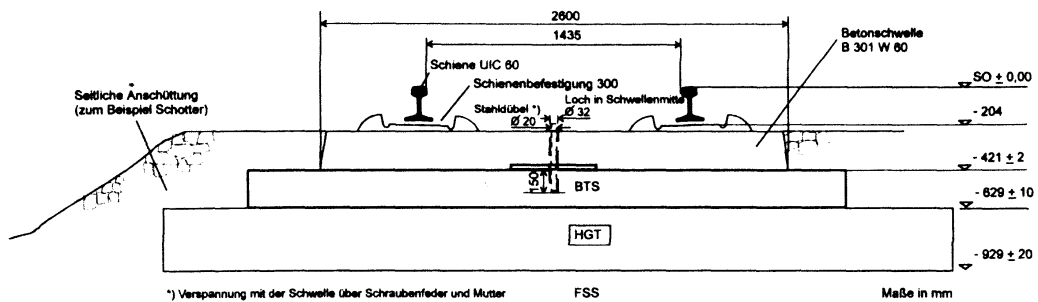 2600
1435
Betonschwelle
B 301 W 60
Schiene UIC 60
SO ± 0,00
Schienenbefestigung 300
*
Seitliche Anschüttung
(zum Beispiel Schotter)
Stahldübel *)
Loch in Schwellenmitte
Ø 20
Ø 32
- 204
- 421 ± 2
150
BTS
- 629 ± 10
HGT
- 929 ± 20
*) Verspannung mit der Schwelle über Schraubenfeder und Mutter
FSS
Maße in mm